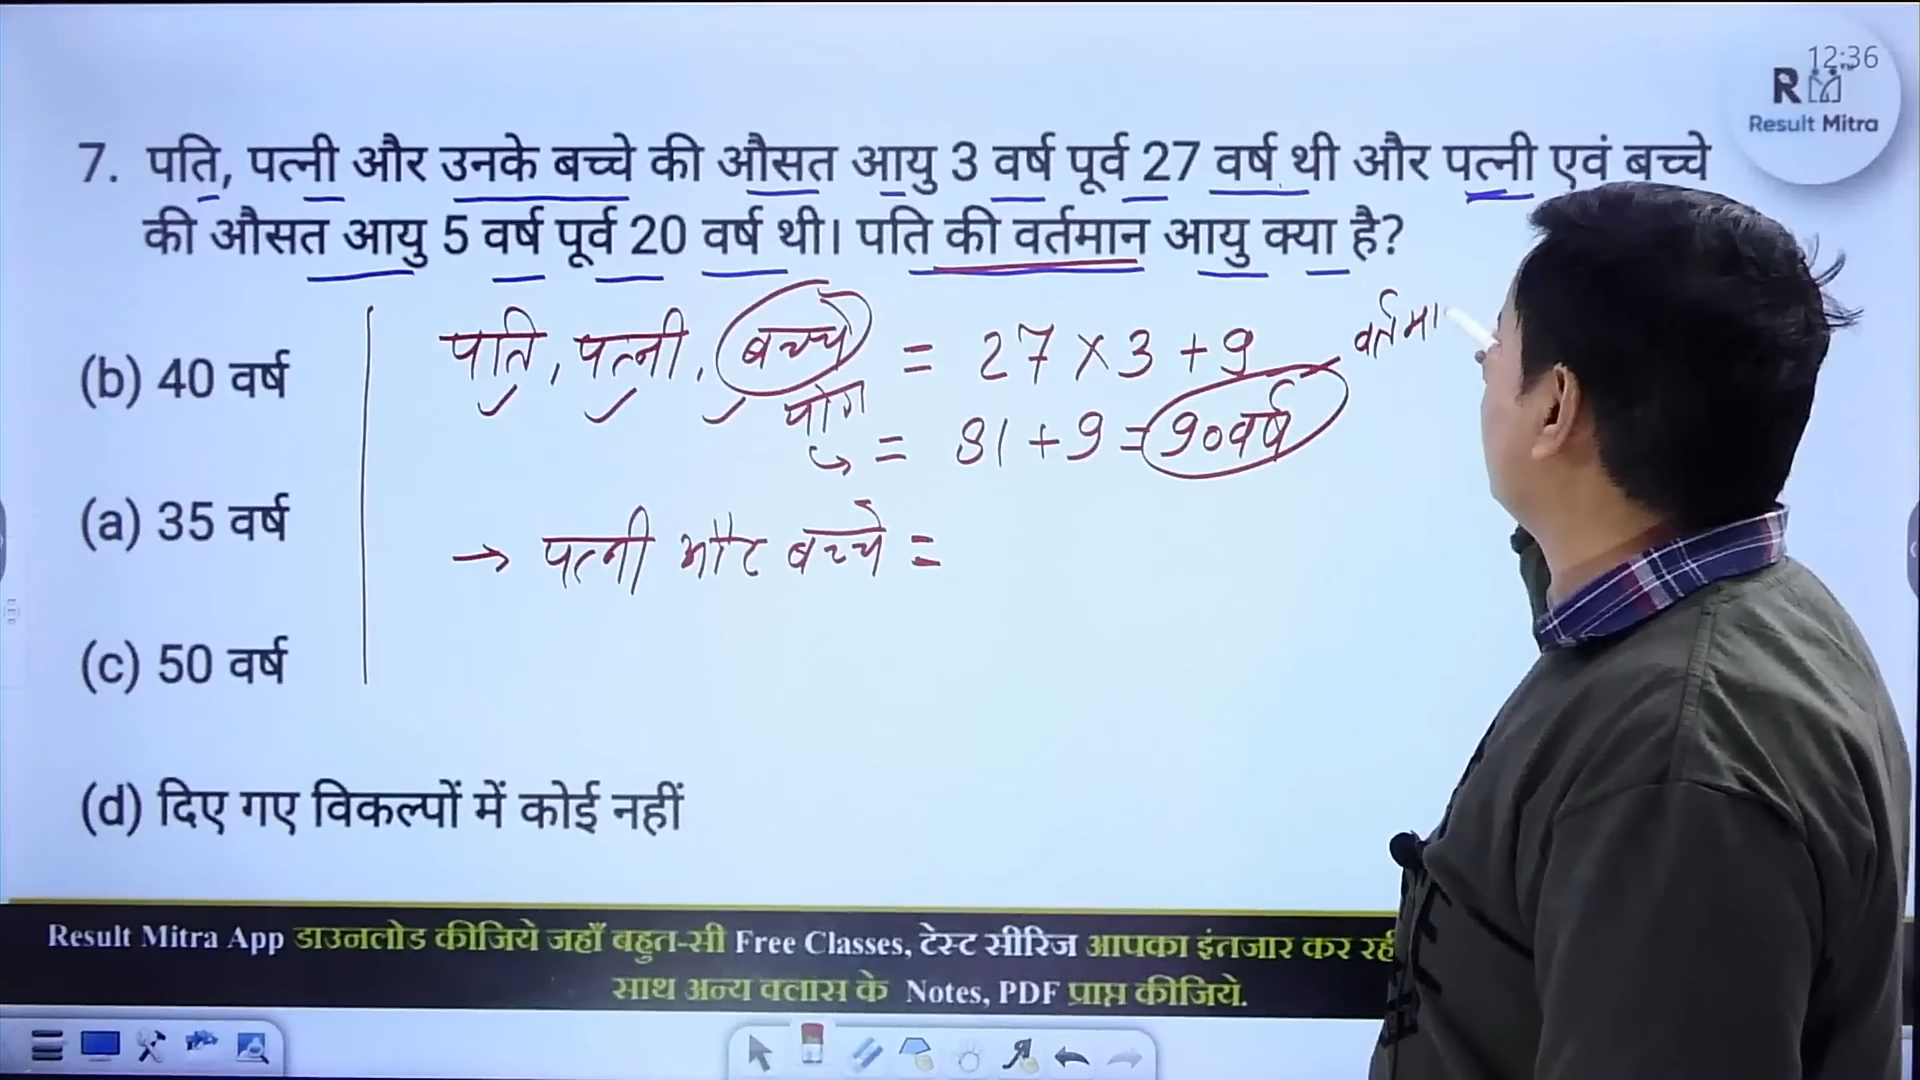 12:36
Result Mitra
7. पति, पत्नी और उनके बच्चे की औसत आयु 3 वर्ष पूर्व 27 वर्ष थी और पत्नी एवं बच्चे
की औसत आयु 5 वर्ष पूर्व 20 वर्ष थी। पति की वर्तमान आयु क्या है?
पति, पत्नी, बच्चे = 27 × 3 + 9
वर्तमा
योग
= 81 + 9 = 90वर्ष
(b) 40 वर्ष
(a) 35 वर्ष
→ पत्नी और बच्चे =
(c) 50 वर्ष
(d) दिए गए विकल्पों में कोई नहीं
Result Mitra App डाउनलोड कीजिये जहाँ बहुत-सी Free Classes, टेस्ट सीरिज आपका इंतजार कर रही
साथ अन्य क्लास के Notes, PDF प्राप्त कीजिये.